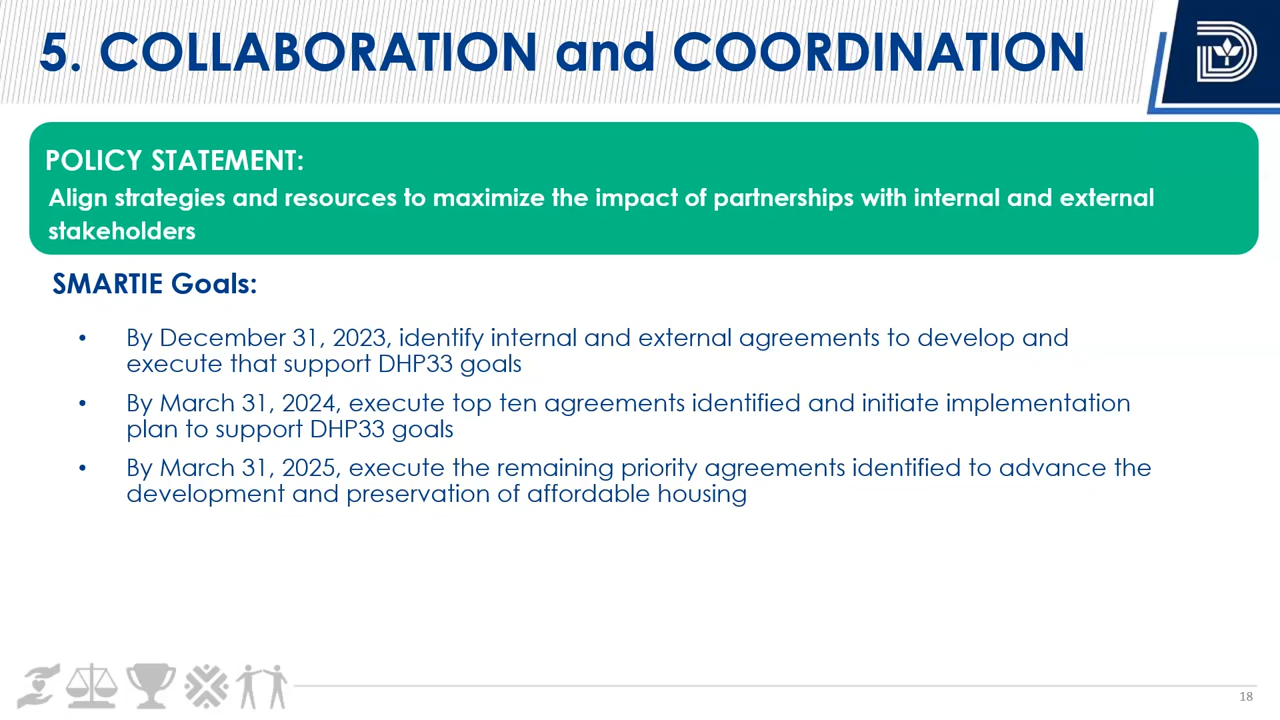 5. COLLABORATION and COORDINATION
POLICY STATEMENT:
Align strategies and resources to maximize the impact of partnerships with internal and external
stakeholders
SMARTIE Goals:
• By December 31, 2023, identify internal and external agreements to develop and
execute that support DHP33 goals
• By March 31, 2024, execute top ten agreements identified and initiate implementation
plan to support DHP33 goals
• By March 31, 2025, execute the remaining priority agreements identified to advance the
development and preservation of affordable housing
18